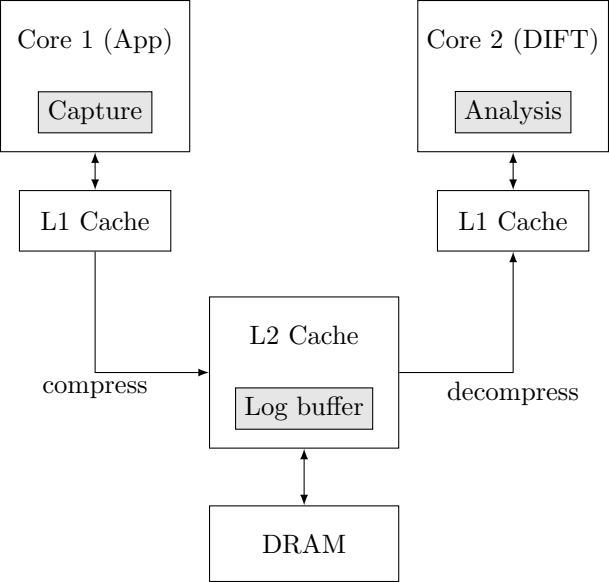 Core 1 (App)
Core 2 (DIFT)
Capture
Analysis
L1 Cache
L1 Cache
L2 Cache
compress
decompress
Log buffer
DRAM